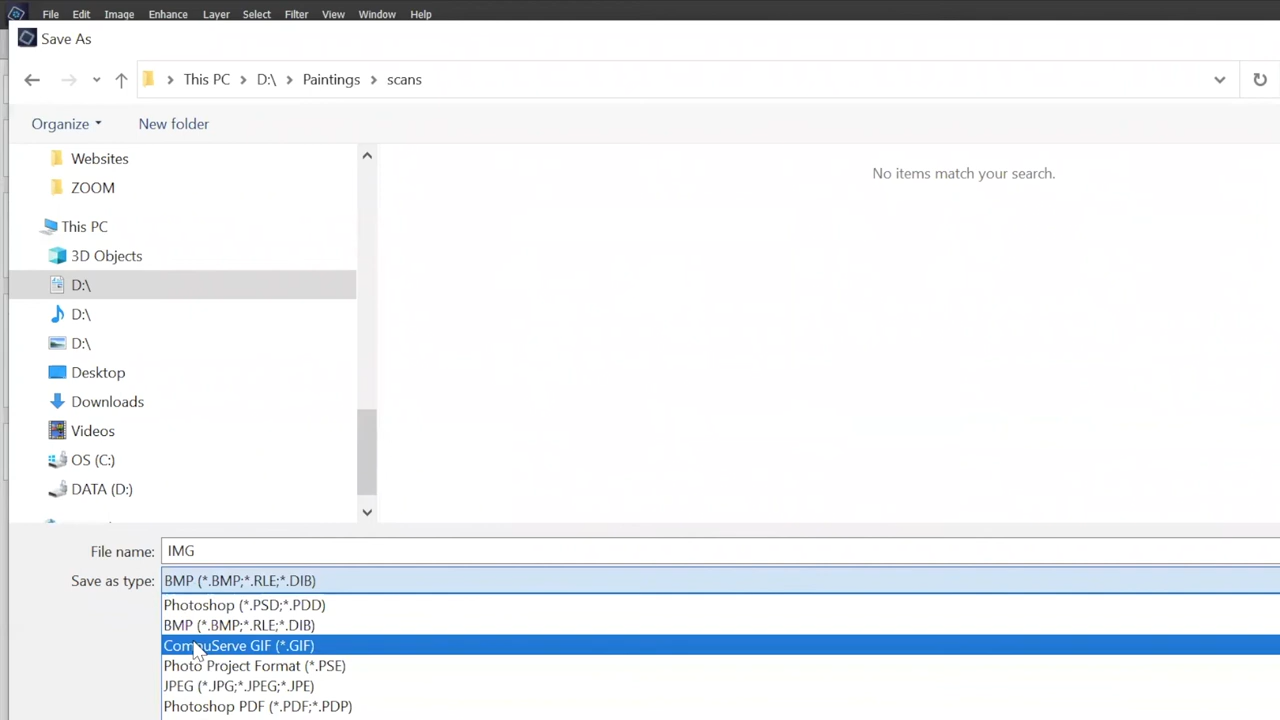 File Edit Image Enhance Layer Select Filter View Window Help
Save As
This PC D:\ Paintings scans
Organize New folder
Websites
No items match your search.
ZOOM
This PC
3D Objects
D:\
D:\
D:\
Desktop
Downloads
Videos
OS (C:)
DATA (D:)
File name: IMG
Save as type: BMP (*.BMP;*.RLE;*.DIB)
Photoshop (*.PSD;*.PDD)
BMP (*.BMP;*.RLE;*.DIB)
CompuServe GIF (*.GIF)
Photo Project Format (*.PSE)
JPEG (*.JPG;*.JPEG;*.JPE)
Photoshop PDF (*.PDF;*.PDP)